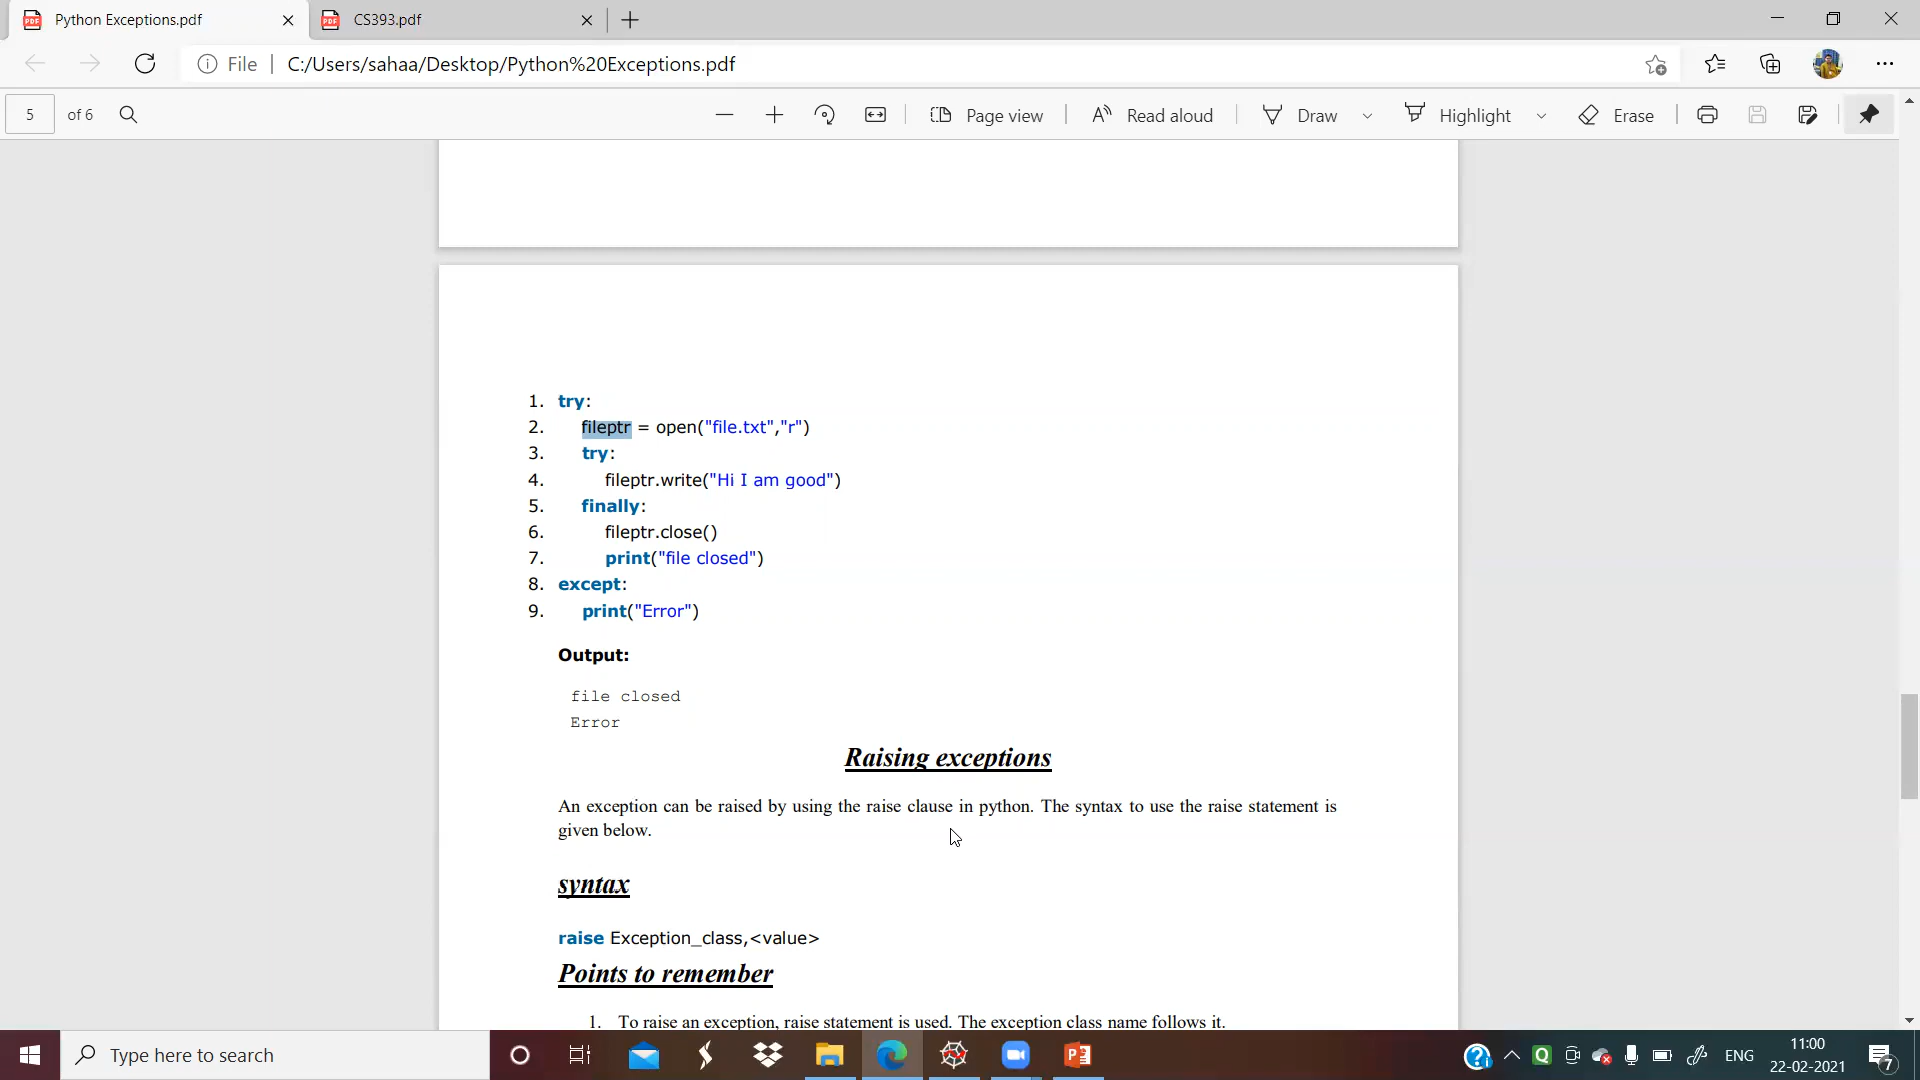 Python Exceptions.pdf
CS393.pdf
File
C:/Users/sahaa/Desktop/Python%20Exceptions.pdf
5 of 6
Page view
Read aloud
Draw
Highlight
Erase
1. try:
2. fileptr = open("file.txt","r")
3. try:
4. fileptr.write("Hi I am good")
5. finally:
6. fileptr.close()
7. print("file closed")
8. except:
9. print("Error")
Output:
file closed
Error
Raising exceptions
An exception can be raised by using the raise clause in python. The syntax to use the raise statement is
given below.
syntax
raise Exception_class,<value>
Points to remember
1. To raise an exception, raise statement is used. The exception class name follows it.
Type here to search
ENG
11:00
22-02-2021
7